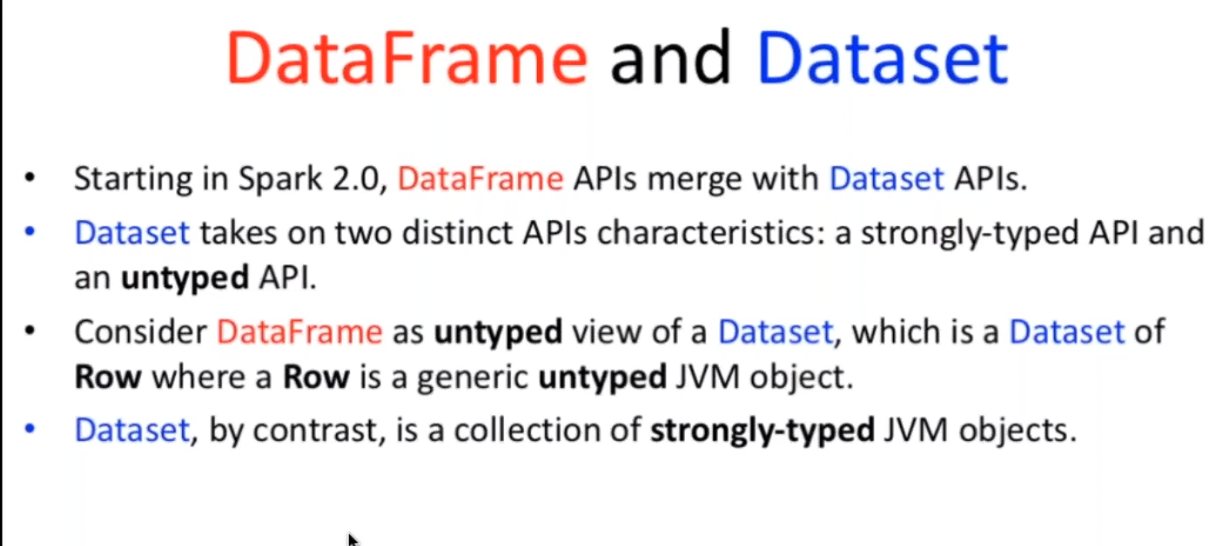 DataFrame and Dataset
• Starting in Spark 2.0, DataFrame APIs merge with Dataset APIs.
• Dataset takes on two distinct APIs characteristics: a strongly-typed API and
an untyped API.
• Consider DataFrame as untyped view of a Dataset, which is a Dataset of
Row where a Row is a generic untyped JVM object.
• Dataset, by contrast, is a collection of strongly-typed JVM objects.